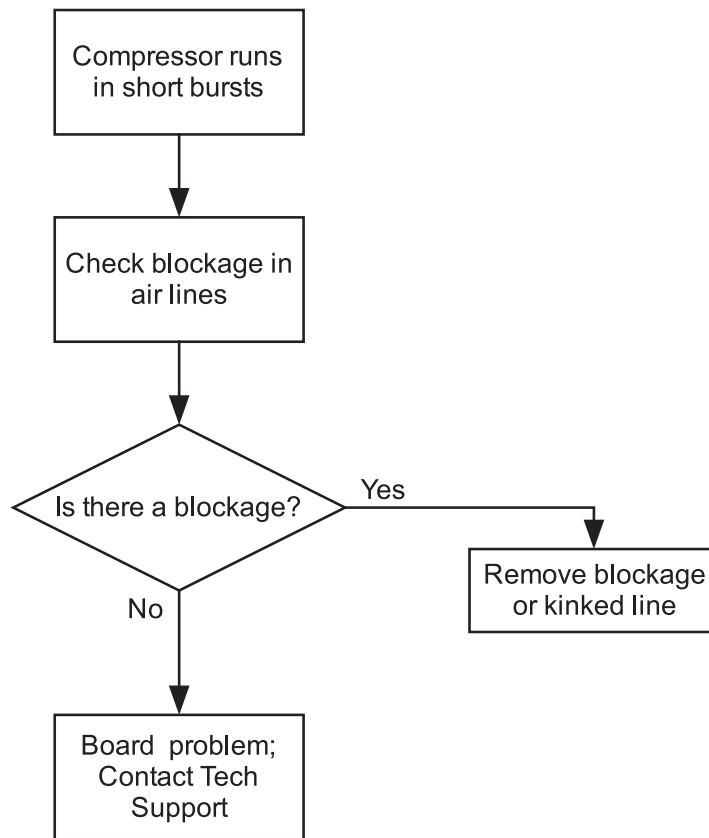 Compressor runs
in short bursts
Check blockage in
air lines
Is there a blockage?
Yes
Remove blockage
or kinked line
No
Board problem;
Contact Tech
Support